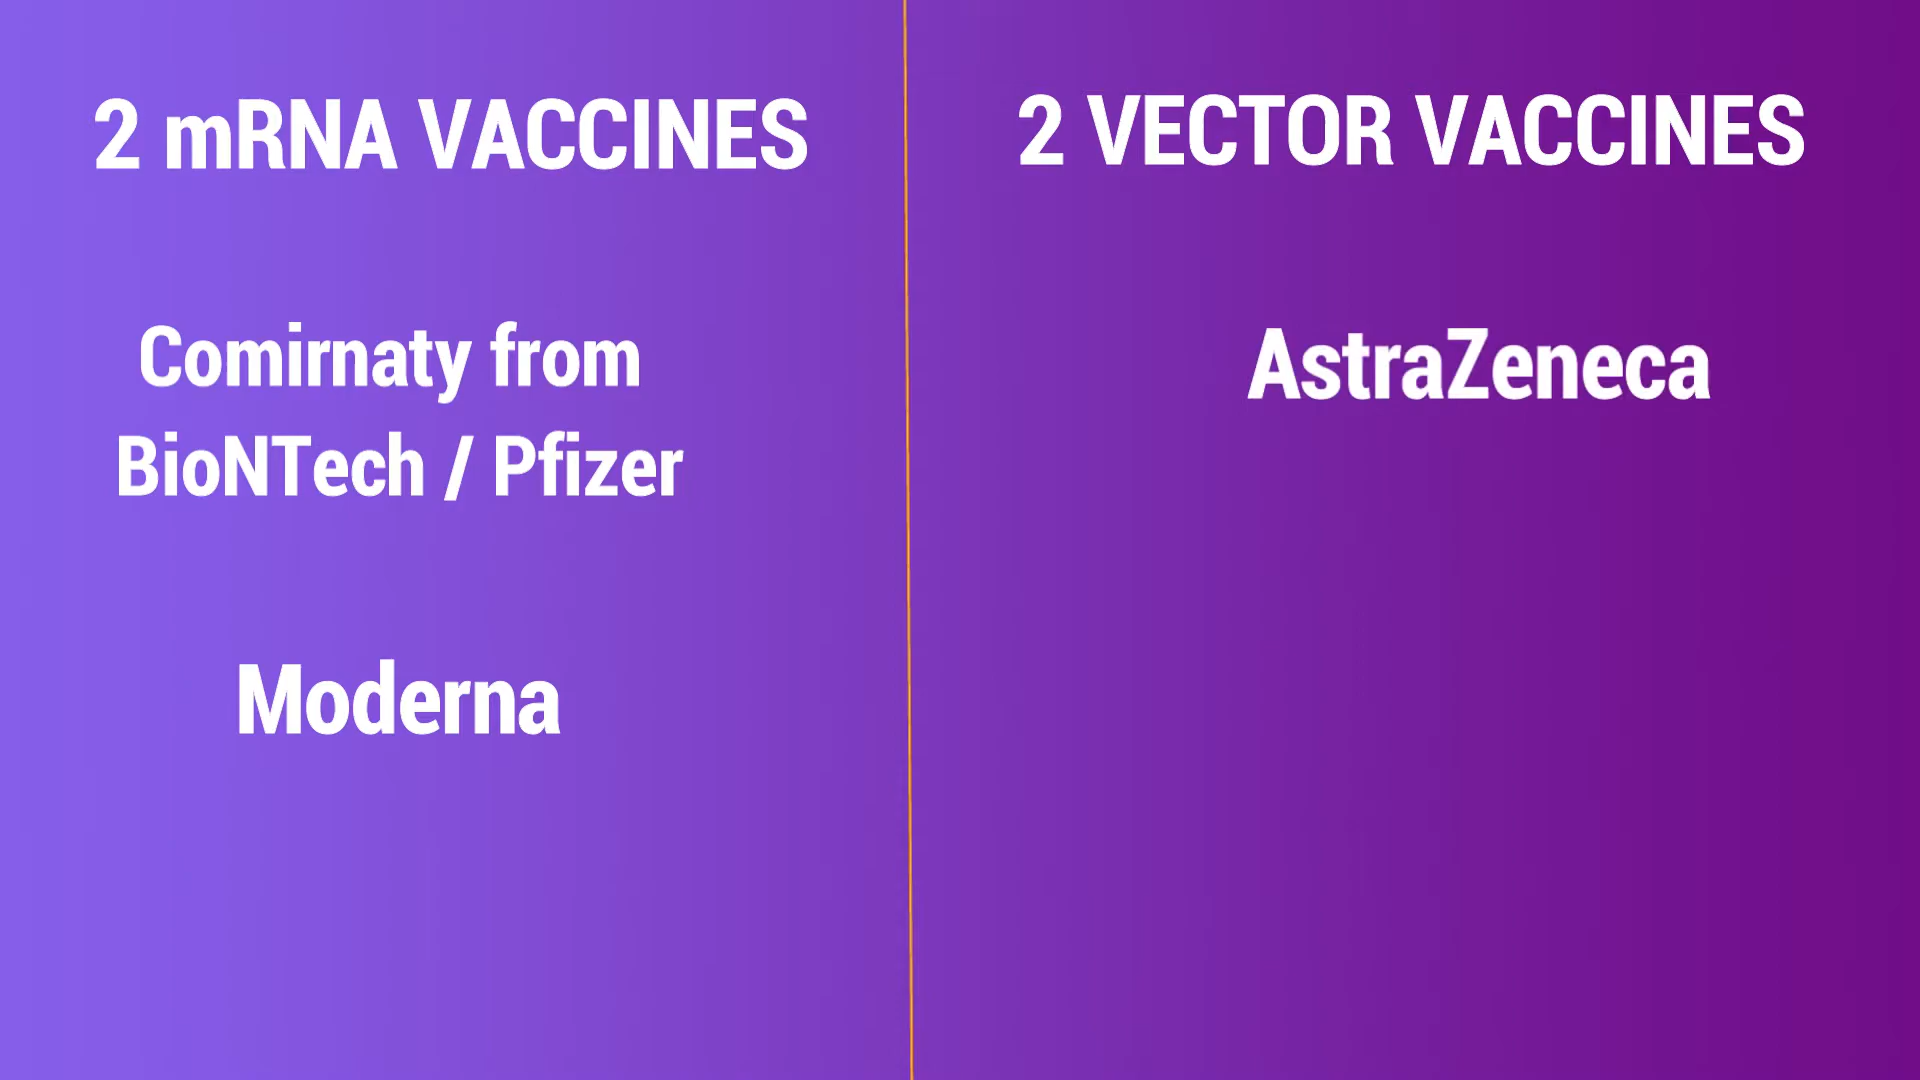 2 mRNA VACCINES
Comirnaty from
BioNTech / Pfizer
Moderna
2 VECTOR VACCINES
AstraZeneca